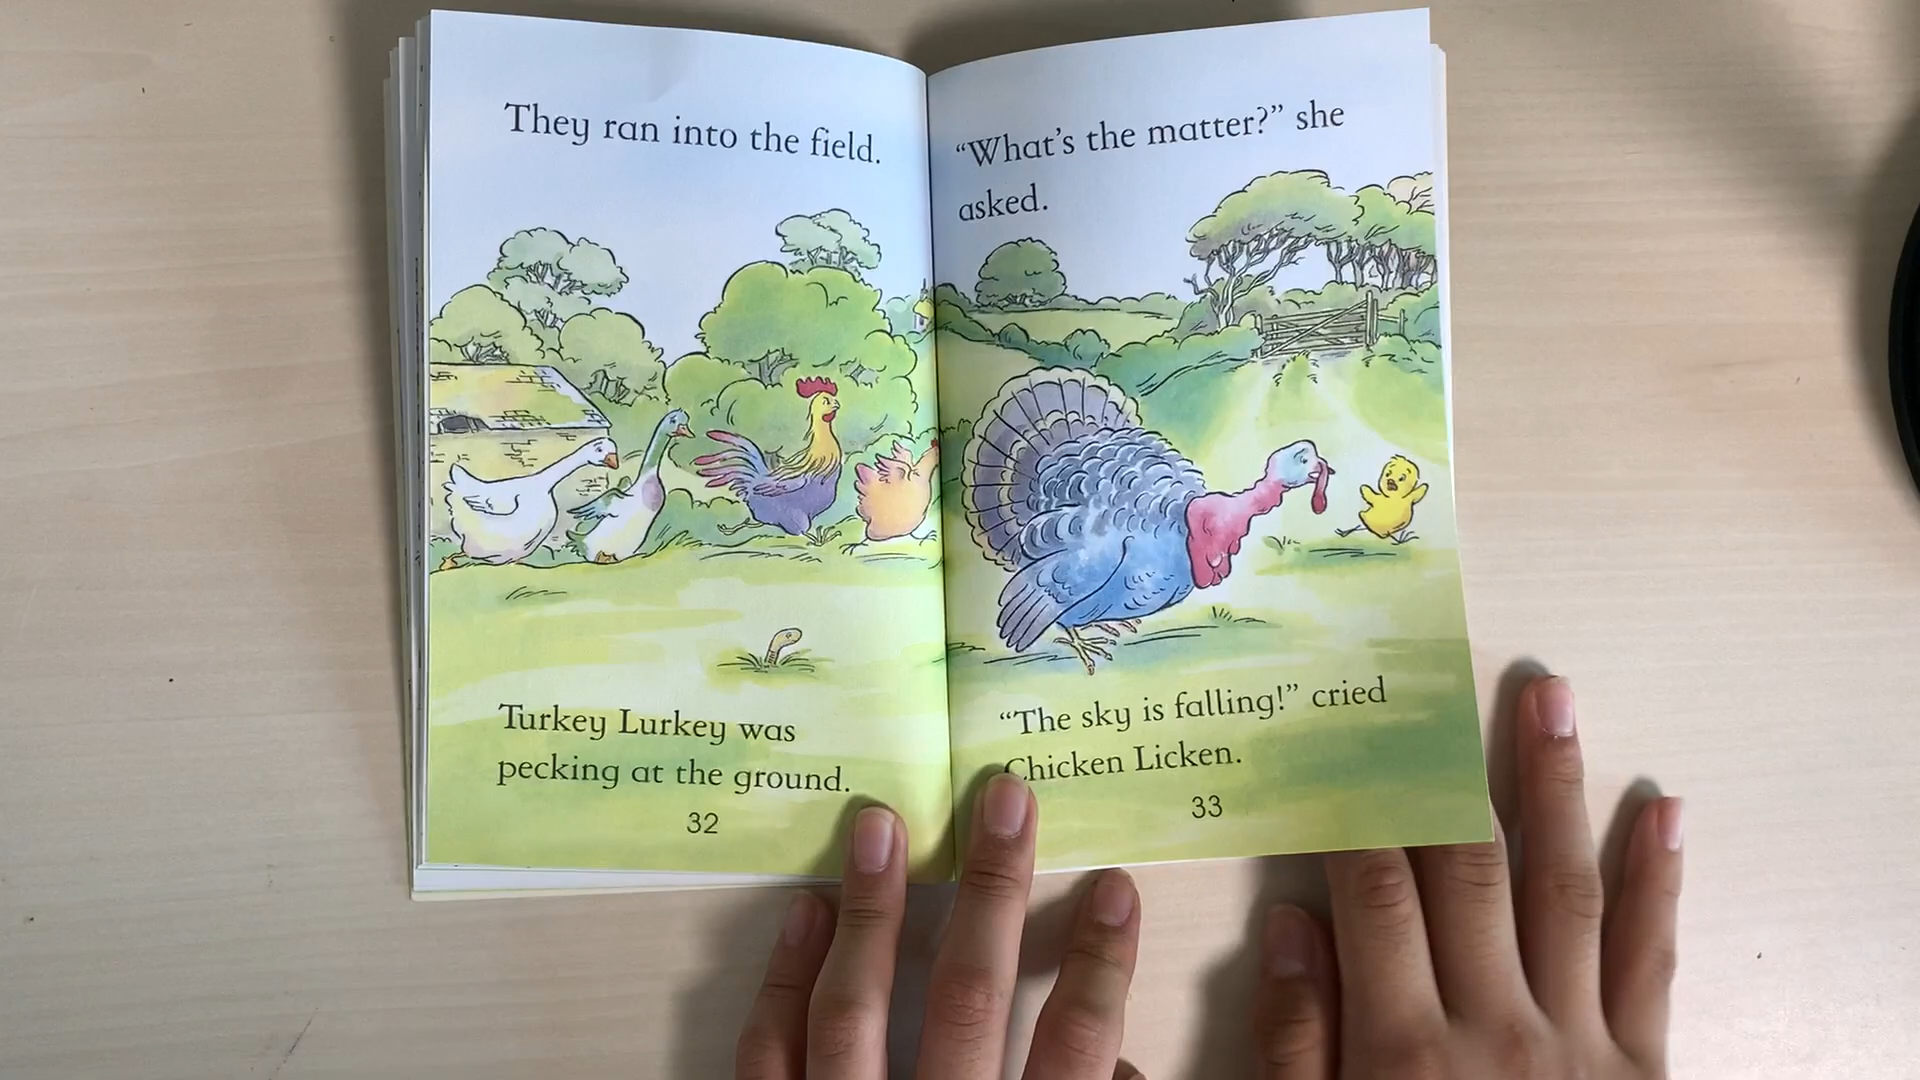 They ran into the field.
Turkey Lurkey was
pecking at the ground.
32
“What’s the matter?” she
asked.
“The sky is falling!” cried
Chicken Licken.
33